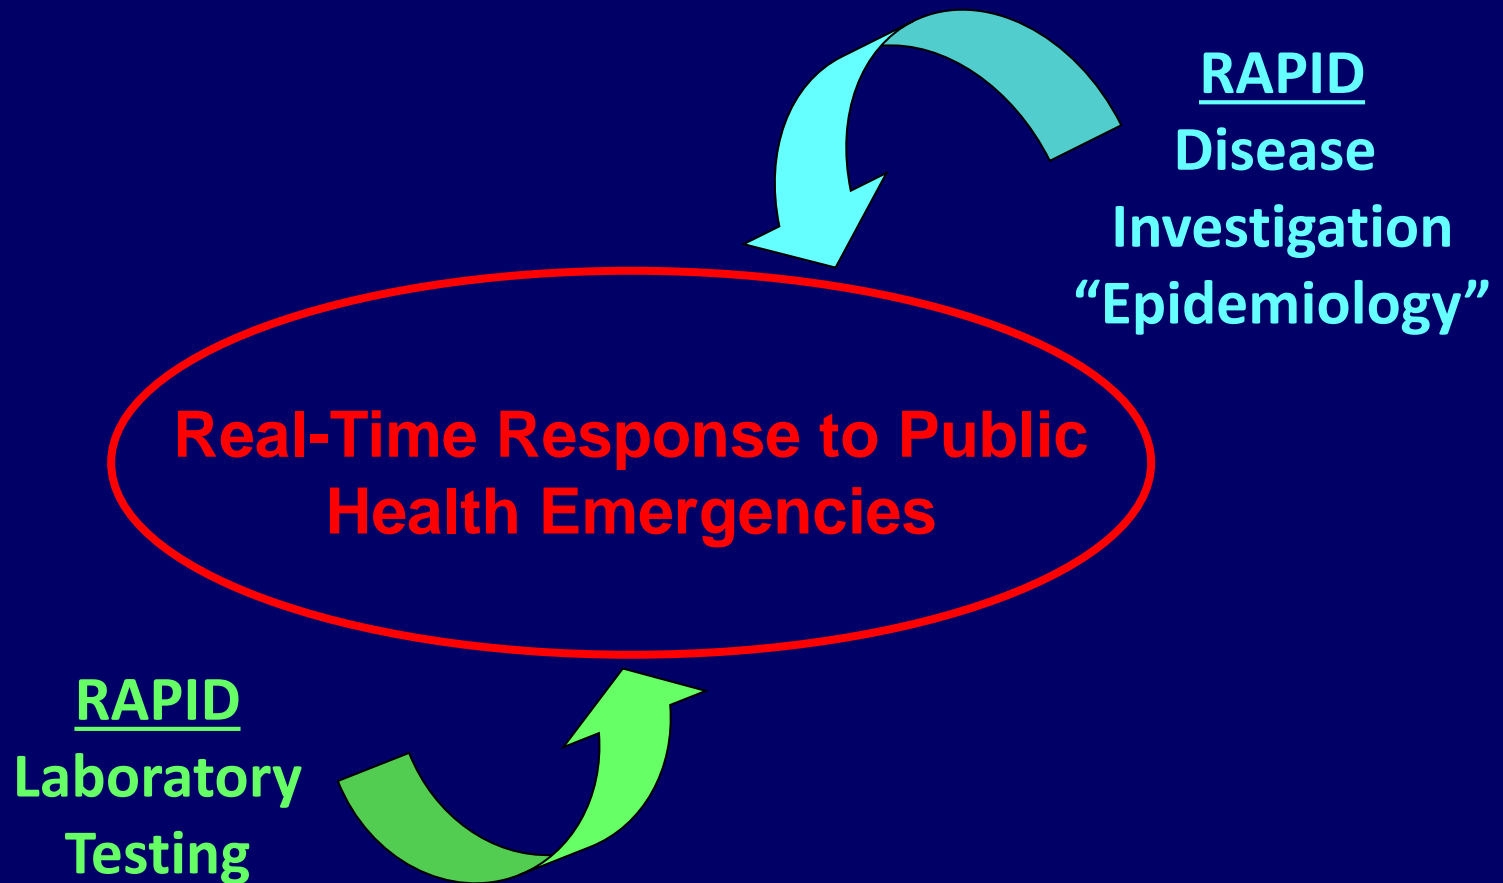 RAPID
Disease
Investigation
“Epidemiology”
Real-Time Response to Public
Health Emergencies
RAPID
Laboratory
Testing